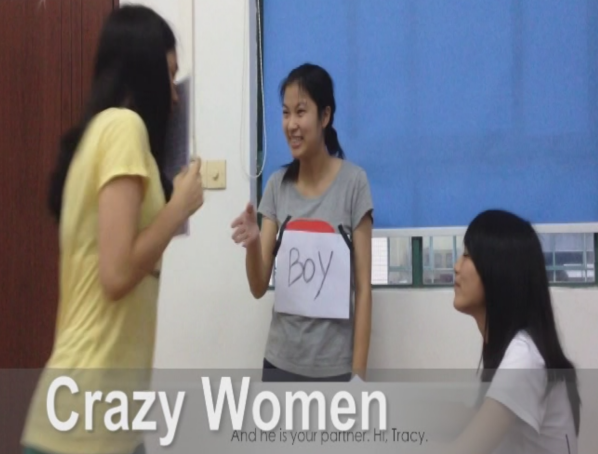 BOY
Crazy Women
And he is your partner. Hi, Tracy.